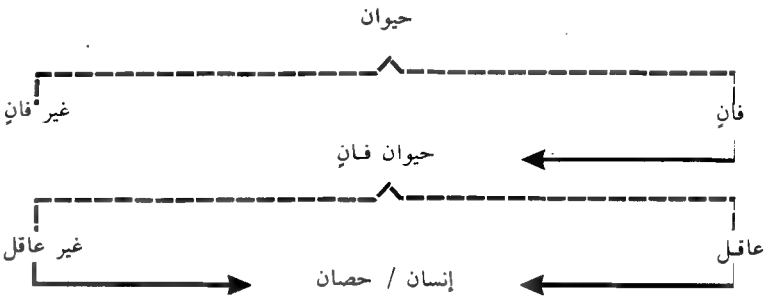 حيوان
فانٍ غير فانٍ
حيوان فانٍ
عاقل غير عاقل
إنسان / حصان